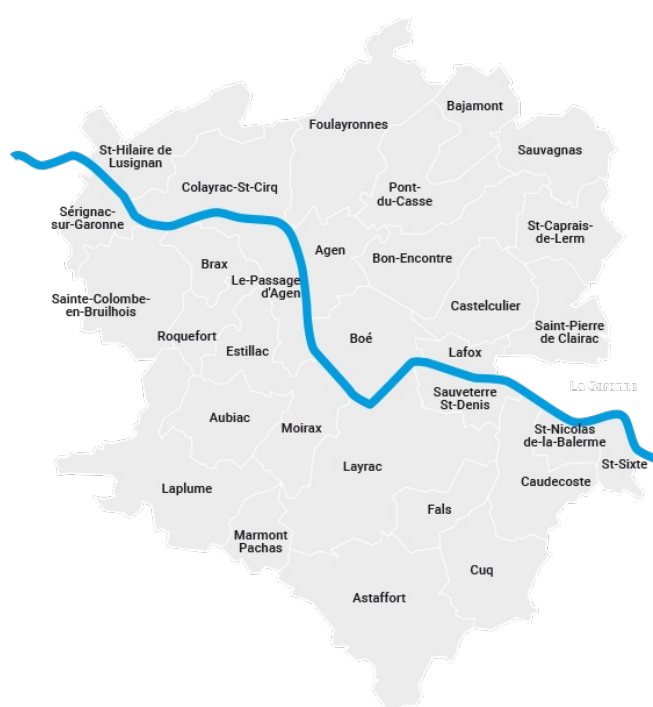 Bajamont
Foulayronnes
St-Hilaire de
Lusignan
Sauvagnas
Colayrac-St-Cirq
Pont-
du-Casse
Sérignac-
sur-Garonne
St-Caprais-
de-Lerm
Agen
Bon-Encontre
Brax
Le-Passage
d'Agen
Sainte-Colombe-
en-Bruilhois
Castelculier
Saint-Pierre
de Clairac
Roquefort
Boé
Estillac
Lafox
La Garonne
Sauveterre
St-Denis
Aubiac
Moirax
St-Nicolas
de-la-Balerme
Layrac
St-Sixte
Caudecoste
Laplume
Fals
Marmont
Pachas
Cuq
Astaffort